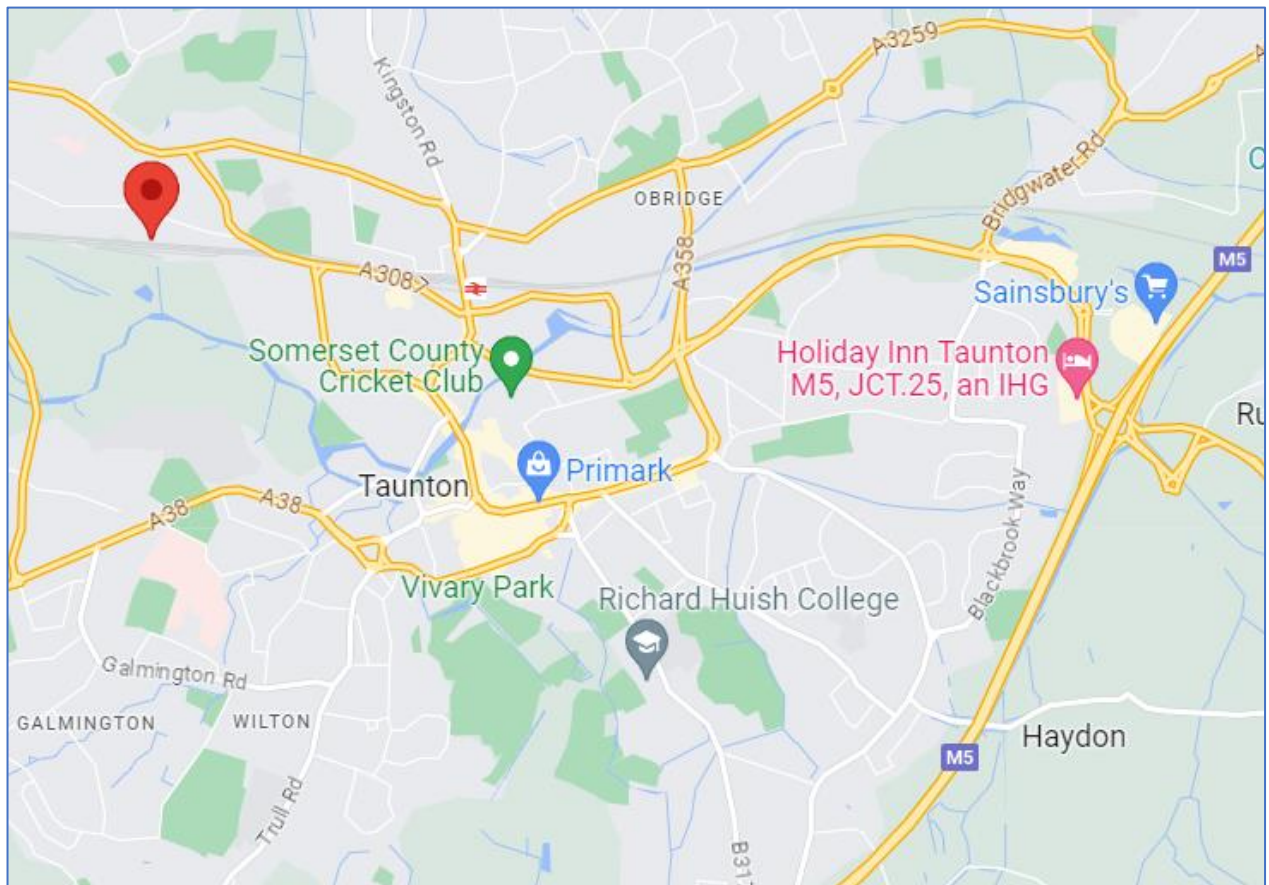 A3259
Kingston Rd
OBRIDGE
Bridgwater Rd
M5
A3087
A358
Sainsbury's
Somerset County
Cricket Club
Holiday Inn Taunton
M5, JCT.25, an IHG
Primark
Taunton
A38
A38
Blackbrook Way
Vivary Park
Richard Huish College
Galmington Rd
GALMINGTON
WILTON
Haydon
M5
Trull Rd